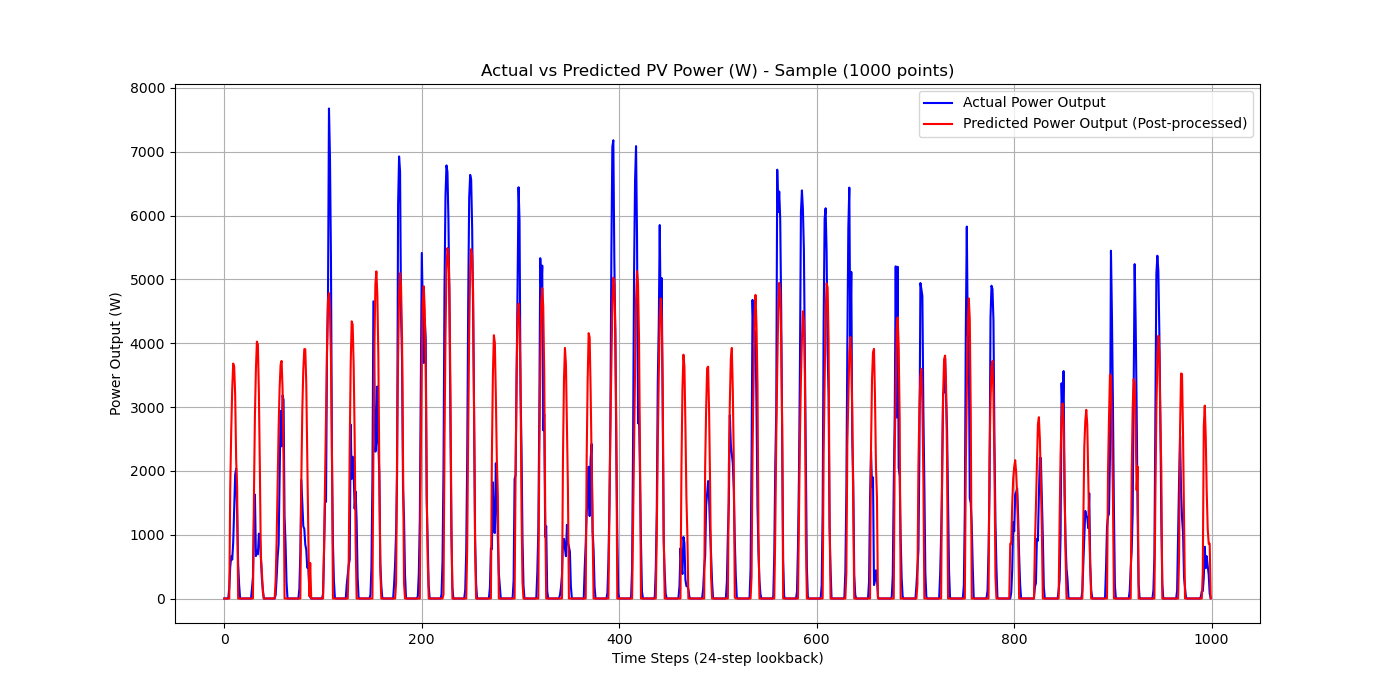 Actual vs Predicted PV Power (W) - Sample (1000 points)
Actual Power Output
Predicted Power Output (Post-processed)
Power Output (W)
8000
7000
6000
5000
4000
3000
2000
1000
0
0 200 400 600 800 1000
Time Steps (24-step lookback)